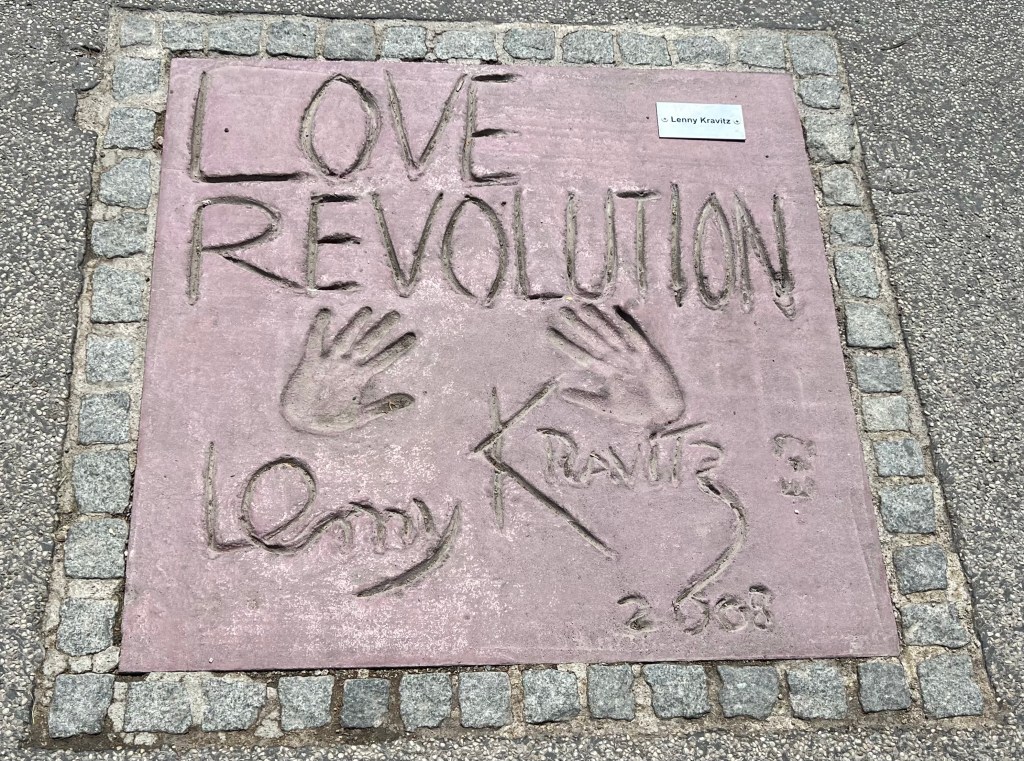 LOVE
Lenny Kravitz
REVOLUTION
Lenny KRAVITZ
2008